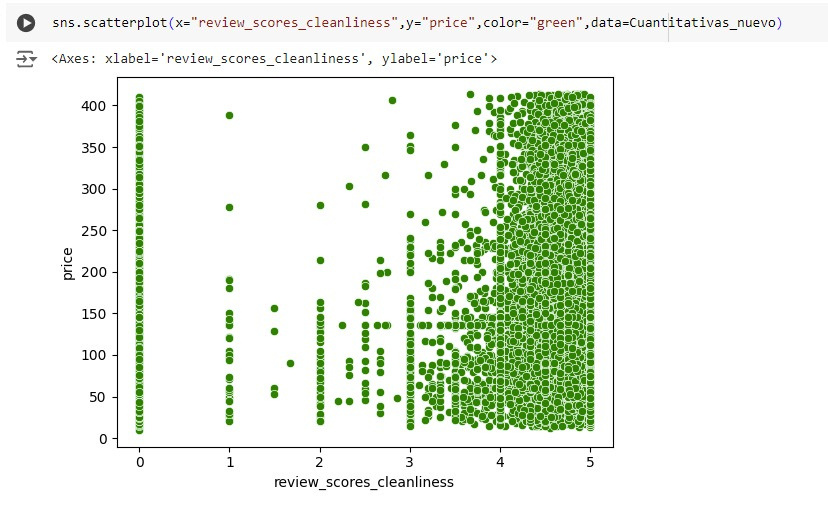 sns.scatterplot(x="review_scores_cleanliness",y="price",color="green",data=Cuantitativas_nuevo)
<Axes: xlabel='review_scores_cleanliness', ylabel='price'>
400
350
300
250
200
150
100
50
0
price
0 1 2 3 4 5
review_scores_cleanliness